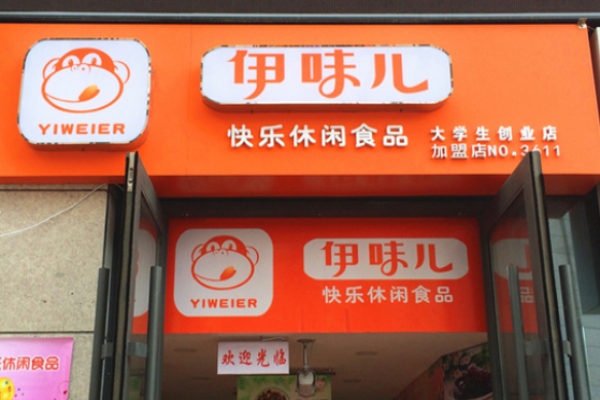 YIWEIER
伊味儿
快乐休闲食品
大学生创业店
加盟店NO.3611
YIWEIER
伊味儿
快乐休闲食品
欢迎光临
休闲食品